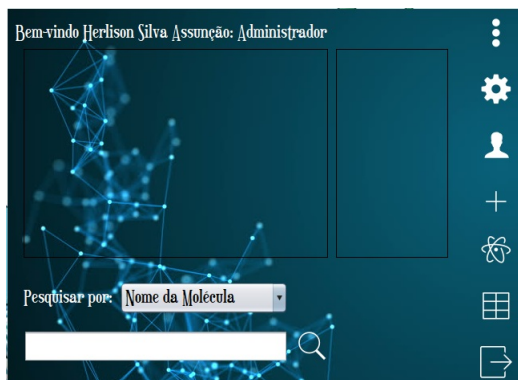 Bem-vindo Herlison Silva Assunção: Administrador
Pesquisar por: Nome da Molécula